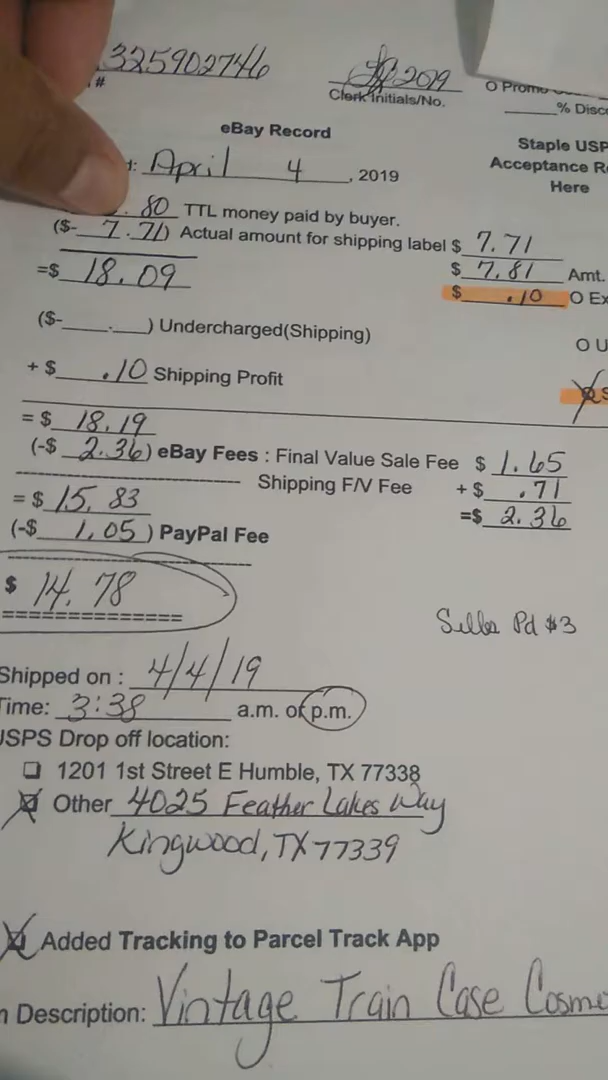 325902746
#
2019
Clerk Initials/No.
O Promo
% Disc
eBay Record
Staple USP
Acceptance R
Here
April 4, 2019
.80 TTL money paid by buyer.
($- 7.71) Actual amount for shipping label $ 7.71
=$ 18.09
$ 7.81 Amt.
$ .10 O Ex
($-___.___) Undercharged(Shipping)
O U
+ $ .10 Shipping Profit
= $ 18.19
(-$ 2.36) eBay Fees : Final Value Sale Fee $ 1.65
Shipping F/V Fee + $ .71
= $ 15.83
=$ 2.36
(-$ 1.05) PayPal Fee
$ 14.78
Pd $3
Shipped on : 4/4/19
Time: 3:38 a.m. or p.m.
USPS Drop off location:
1201 1st Street E Humble, TX 77338
Other 4025 Feather Lakes Way
Kingwood, TX 77339
Added Tracking to Parcel Track App
Description: Vintage Train Case Cosme